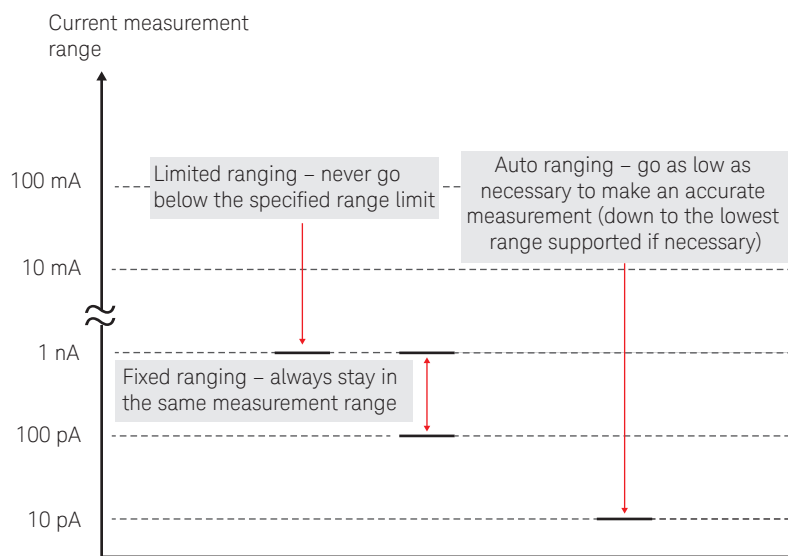 Current measurement
range
100 mA
Limited ranging – never go
below the specified range limit
Auto ranging – go as low as
necessary to make an accurate
measurement (down to the lowest
range supported if necessary)
10 mA
1 nA
Fixed ranging – always stay in
the same measurement range
100 pA
10 pA